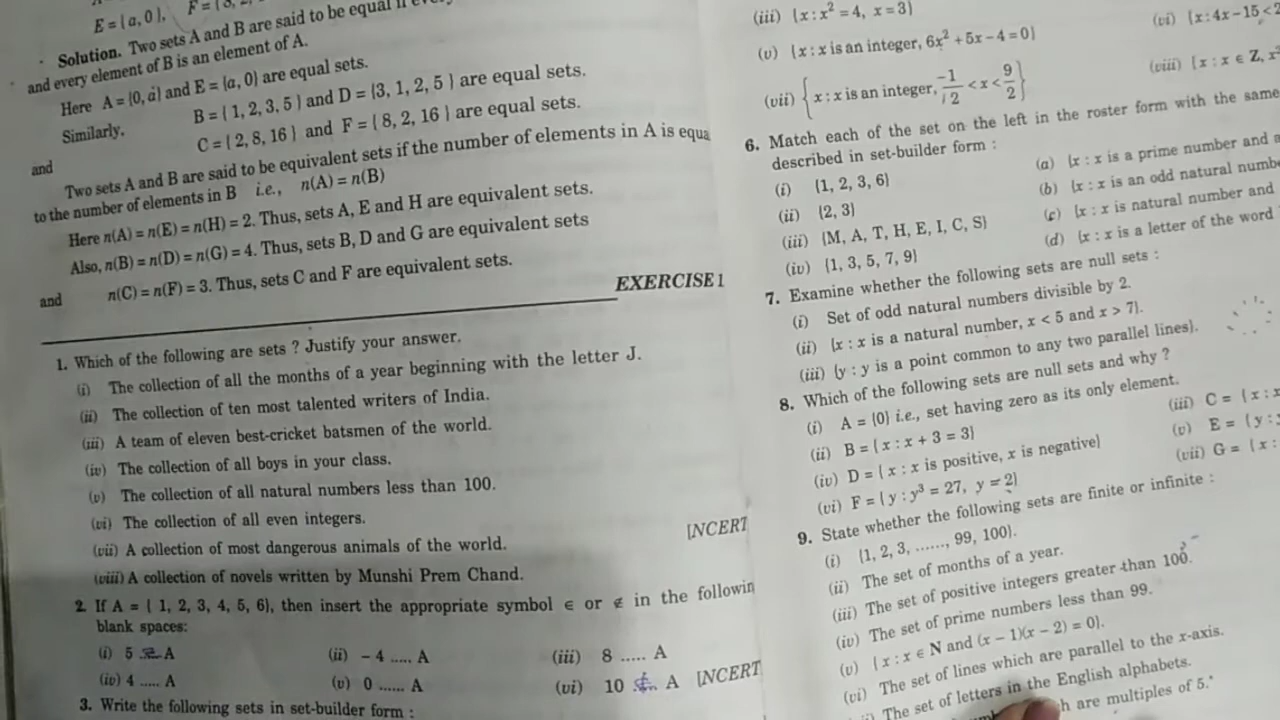 E = {a, 0},
Solution. Two sets A and B are said to be equal if
and every element of B is an element of A.
Here A = {0, a} and E = {a, 0} are equal sets.
Similarly, B = { 1, 2, 3, 5 } and D = {3, 1, 2, 5 } are equal sets.
and C = { 2, 8, 16 } and F = { 8, 2, 16 } are equal sets.
Two sets A and B are said to be equivalent sets if the number of elements in A is equa
to the number of elements in B i.e., n(A) = n(B)
Here n(A) = n(E) = n(H) = 2. Thus, sets A, E and H are equivalent sets.
Also, n(B) = n(D) = n(G) = 4. Thus, sets B, D and G are equivalent sets
and n(C) = n(F) = 3. Thus, sets C and F are equivalent sets.
EXERCISE 1
1. Which of the following are sets ? Justify your answer.
(i) The collection of all the months of a year beginning with the letter J.
(ii) The collection of ten most talented writers of India.
(iii) A team of eleven best-cricket batsmen of the world.
(iv) The collection of all boys in your class.
(v) The collection of all natural numbers less than 100.
(vi) The collection of all even integers.
(vii) A collection of most dangerous animals of the world. [NCERT
(viii) A collection of novels written by Munshi Prem Chand.
2. If A = { 1, 2, 3, 4, 5, 6}, then insert the appropriate symbol ∈ or ∉ in the followin
blank spaces:
(i) 5 A (ii) – 4 ..... A (iii) 8 ..... A
(iv) 4 ..... A (v) 0 ...... A (vi) 10 ∉ A [NCERT
3. Write the following sets in set-builder form :
(iii) {x : x² = 4, x = 3}
(vi) {x : 4x – 15 < 2
(v) {x : x is an integer, 6x² + 5x – 4 = 0}
(viii) {x : x ∈ Z, x
(vii) {x : x is an integer, –1/2 < x < 9/2}
6. Match each of the set on the left in the roster form with the same
described in set-builder form :
(i) {1, 2, 3, 6} (a) {x : x is a prime number and a
(ii) {2, 3} (b) {x : x is an odd natural numbe
(iii) {M, A, T, H, E, I, C, S} (c) {x : x is natural number and
(iv) {1, 3, 5, 7, 9} (d) {x : x is a letter of the word
7. Examine whether the following sets are null sets :
(i) Set of odd natural numbers divisible by 2.
(ii) {x : x is a natural number, x < 5 and x > 7}.
(iii) {y : y is a point common to any two parallel lines}.
8. Which of the following sets are null sets and why ?
(i) A = {0} i.e., set having zero as its only element.
(ii) B = { x : x + 3 = 3} (iii) C = { x : x
(iv) D = { x : x is positive, x is negative} (v) E = { y :
(vi) F = { y : y³ = 27, y = 2} (vii) G = { x :
9. State whether the following sets are finite or infinite :
(i) {1, 2, 3, ......, 99, 100}.
(ii) The set of months of a year.
(iii) The set of positive integers greater than 100.
(iv) The set of prime numbers less than 99.
(v) { x : x ∈ N and (x – 1)(x – 2) = 0}.
(vi) The set of lines which are parallel to the x-axis.
The set of letters in the English alphabets.
are multiples of 5.